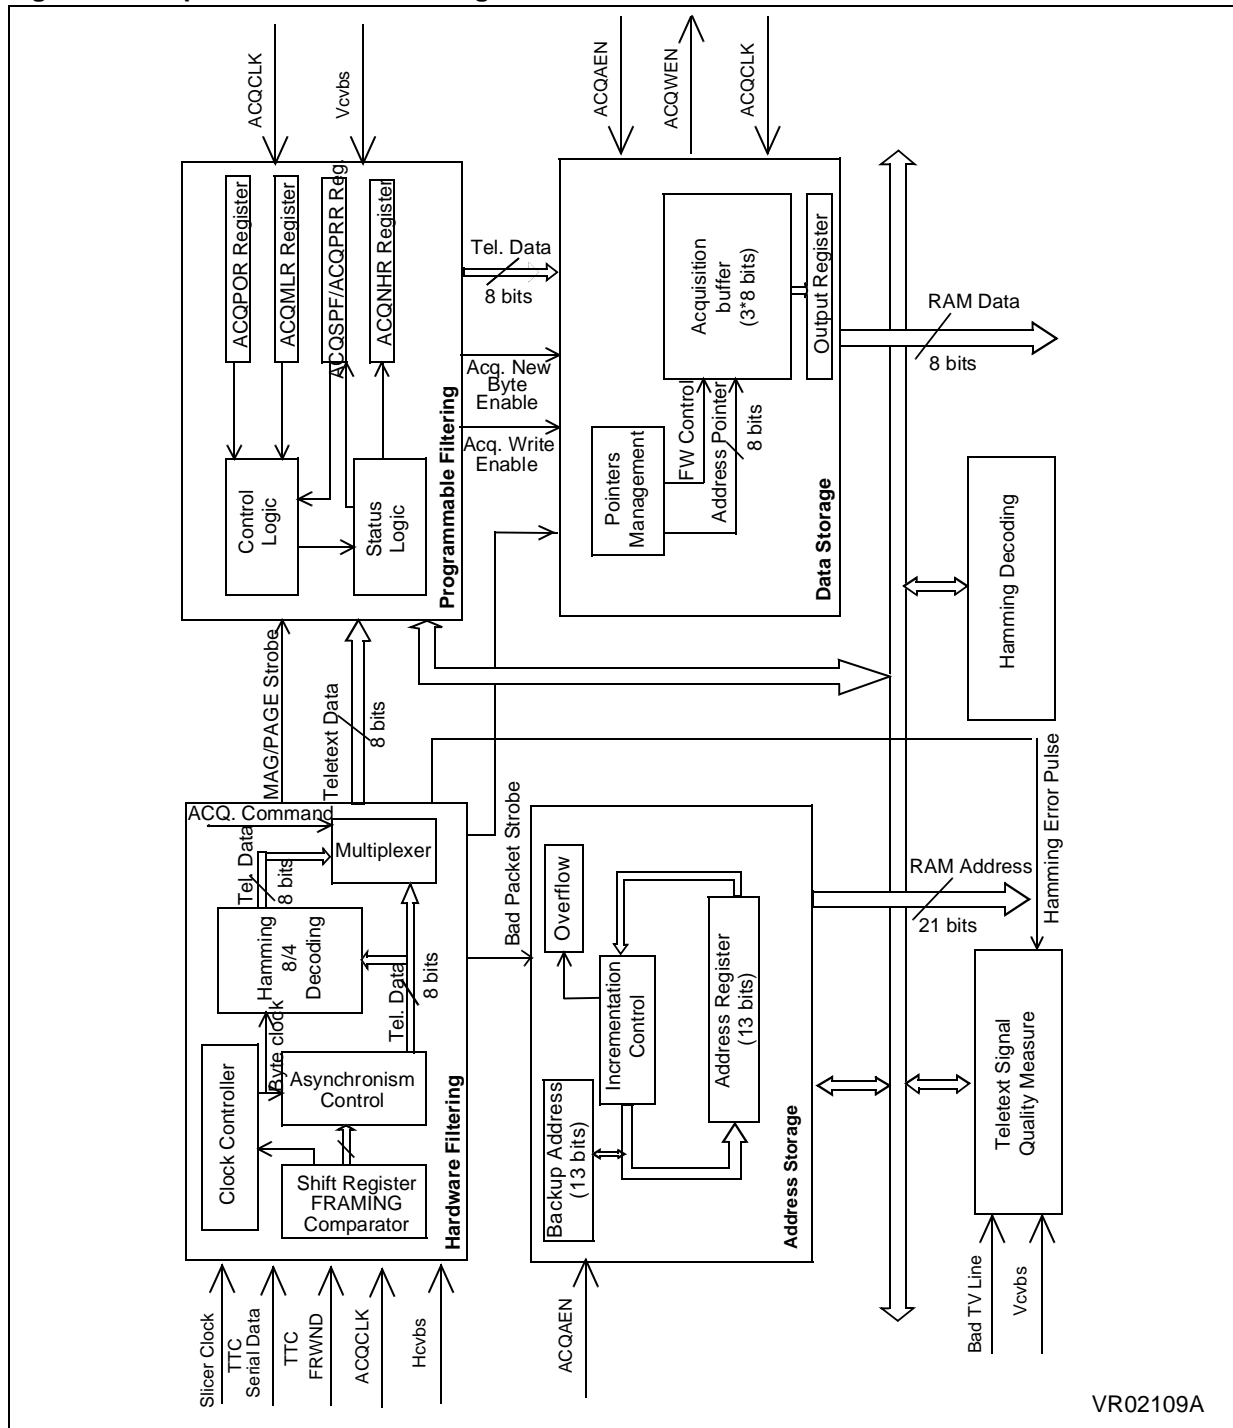 ACQCLK
Vcvbs
ACQAEN
ACQWEN
ACQCLK
ACQPOR Register
ACQMLR Register
ACQSPF/ACQPRR Reg.
ACQNHR Register
Control
Logic
Status
Logic
Programmable Filtering
Tel. Data
8 bits
Acq. New
Byte
Enable
Acq. Write
Enable
Acquisition
buffer
(3*8 bits)
Output Register
Pointers
Management
FW Control
Address Pointer
8 bits
Data Storage
RAM Data
8 bits
Hamming Decoding
MAG/PAGE Strobe
Teletext Data
8 bits
ACQ. Command
Multiplexer
Tel. Data
8 bits
Hamming
8/4
Decoding
Tel. Data
8 bits
Byte clock
Clock Controller
Asynchronism
Control
Shift Register
FRAMING
Comparator
Hardware Filtering
Bad Packet Strobe
Overflow
Incrementation
Control
Address Register
(13 bits)
Backup Address
(13 bits)
Address Storage
RAM Address
21 bits
Hamming Error Pulse
Teletext Signal
Quality Measure
Slicer Clock
TTC
Serial Data
TTC
FRWND
ACQCLK
Hcvbs
ACQAEN
Bad TV Line
Vcvbs
VR02109A